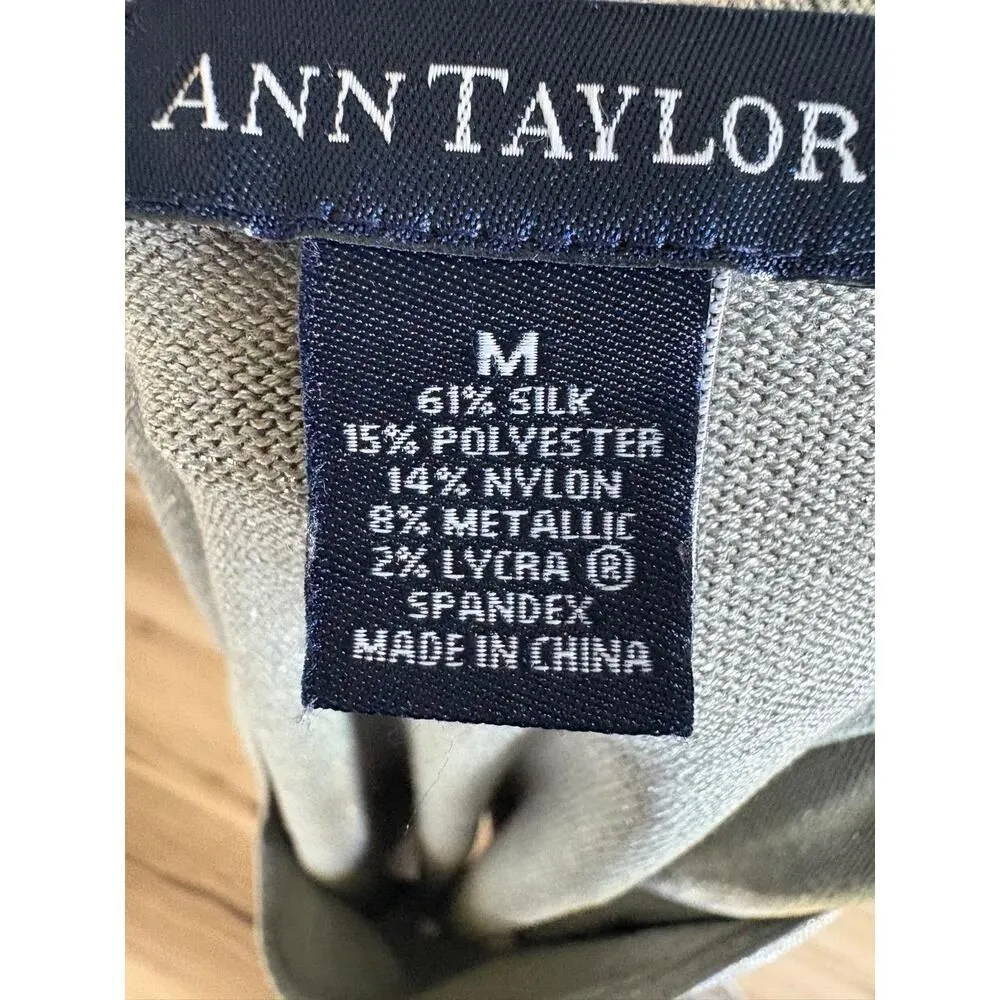 ANN TAYLOR
M
61% SILK
15% POLYESTER
14% NYLON
8% METALLIC
2% LYCRA ®
SPANDEX
MADE IN CHINA